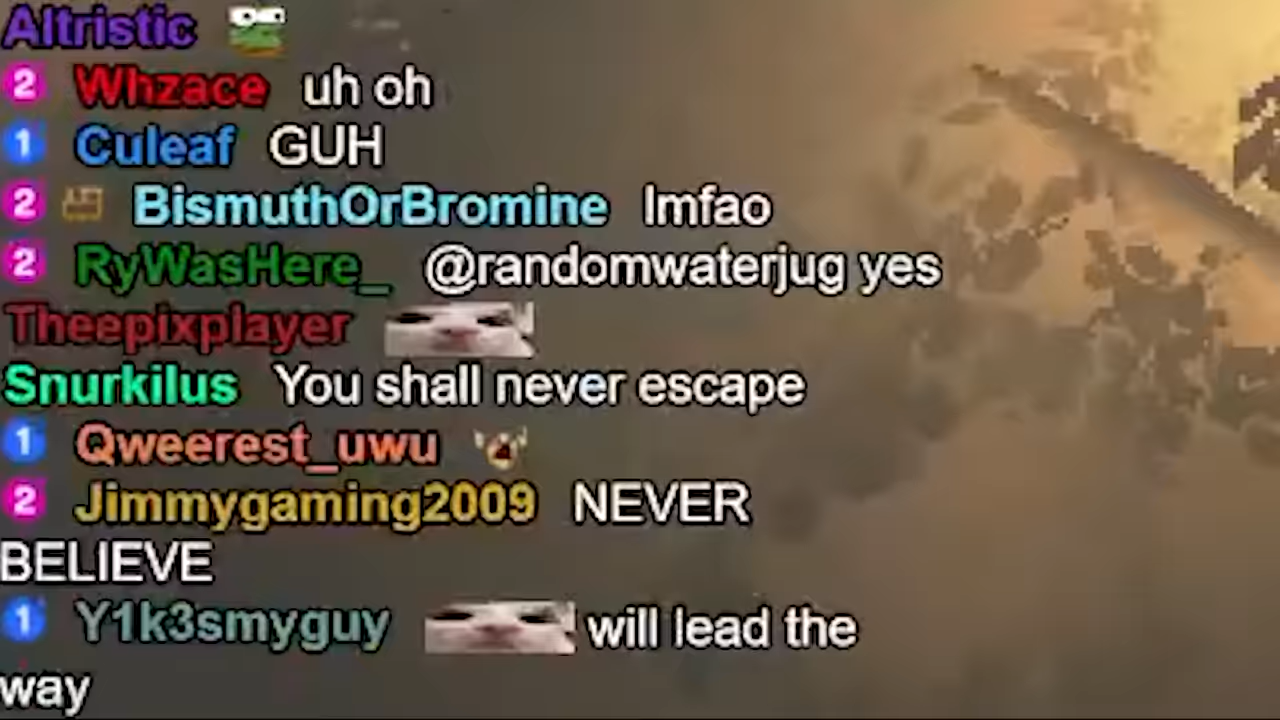 Altristic
2 Whzace uh oh
1 Culeaf GUH
2 BismuthOrBromine lmfao
2 RyWasHere_ @randomwaterjug yes
Theepixplayer
Snurkilus You shall never escape
1 Qweerest_uwu
2 Jimmygaming2009 NEVER
BELIEVE
1 Y1k3smyguy will lead the
way